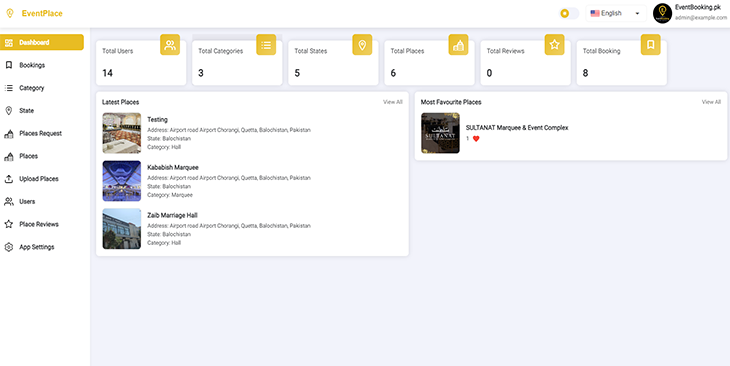 EventPlace
English
EventBooking.pk
admin@example.com
Dashboard
Bookings
Category
State
Places Request
Places
Upload Places
Users
Place Reviews
App Settings
Total Users
14
Total Categories
3
Total States
5
Total Places
6
Total Reviews
0
Total Booking
8
Latest Places
View All
Testing
Address: Airport road Airport Chorangi, Quetta, Balochistan, Pakistan
State: Balochistan
Category: Hall
Kababish Marquee
Address: Airport road Airport Chorangi, Quetta, Balochistan, Pakistan
State: Balochistan
Category: Marquee
Zaib Marriage Hall
Address: Airport road Airport Chorangi, Quetta, Balochistan, Pakistan
State: Balochistan
Category: Hall
Most Favourite Places
View All
SULTANAT
SULTANAT Marquee & Event Complex
1